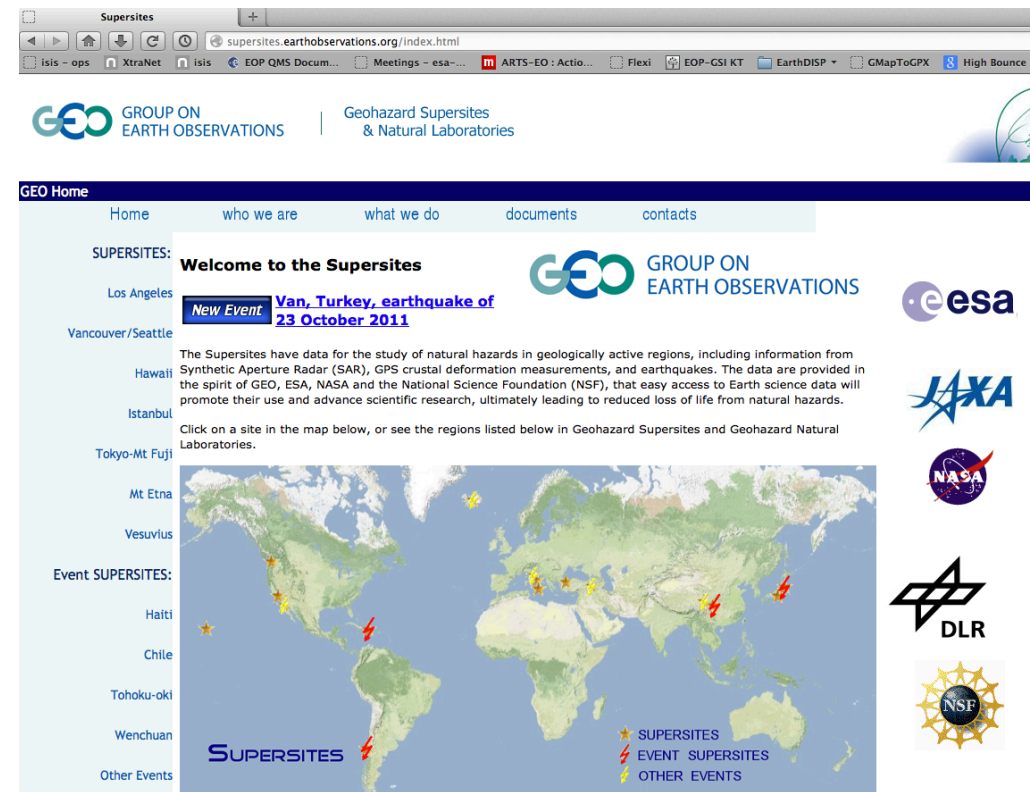 Supersites
supersites.earthobservations.org/index.html
isis - ops XtraNet isis EOP QMS Docum... Meetings - esa-... ARTS-EO : Actio... Flexi EOP-GSI KT EarthDISP GMapToGPX High Bounce
GEO GROUP ON
EARTH OBSERVATIONS
Geohazard Supersites
& Natural Laboratories
GEO Home
Home who we are what we do documents contacts
SUPERSITES:
Los Angeles
Vancouver/Seattle
Hawaii
Istanbul
Tokyo-Mt Fuji
Mt Etna
Vesuvius
Event SUPERSITES:
Haiti
Chile
Tohoku-oki
Wenchuan
Other Events
Welcome to the Supersites
GEO GROUP ON
EARTH OBSERVATIONS
New Event Van, Turkey, earthquake of
23 October 2011
The Supersites have data for the study of natural hazards in geologically active regions, including information from
Synthetic Aperture Radar (SAR), GPS crustal deformation measurements, and earthquakes. The data are provided in
the spirit of GEO, ESA, NASA and the National Science Foundation (NSF), that easy access to Earth science data will
promote their use and advance scientific research, ultimately leading to reduced loss of life from natural hazards.
Click on a site in the map below, or see the regions listed below in Geohazard Supersites and Geohazard Natural
Laboratories.
SUPERSITES
SUPERSITES
EVENT SUPERSITES
OTHER EVENTS
esa
JAXA
NASA
DLR
NSF